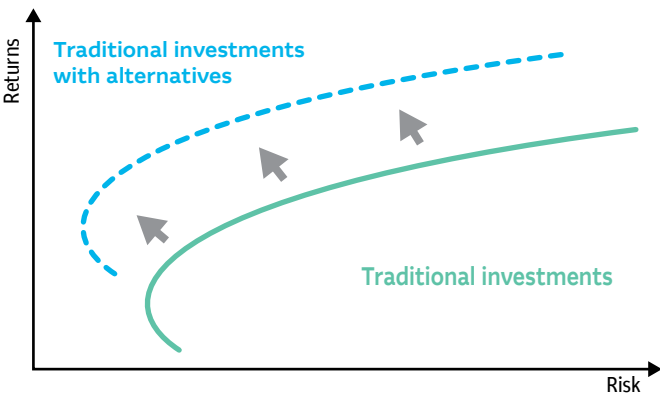 Returns
Traditional investments
with alternatives
Traditional investments
Risk